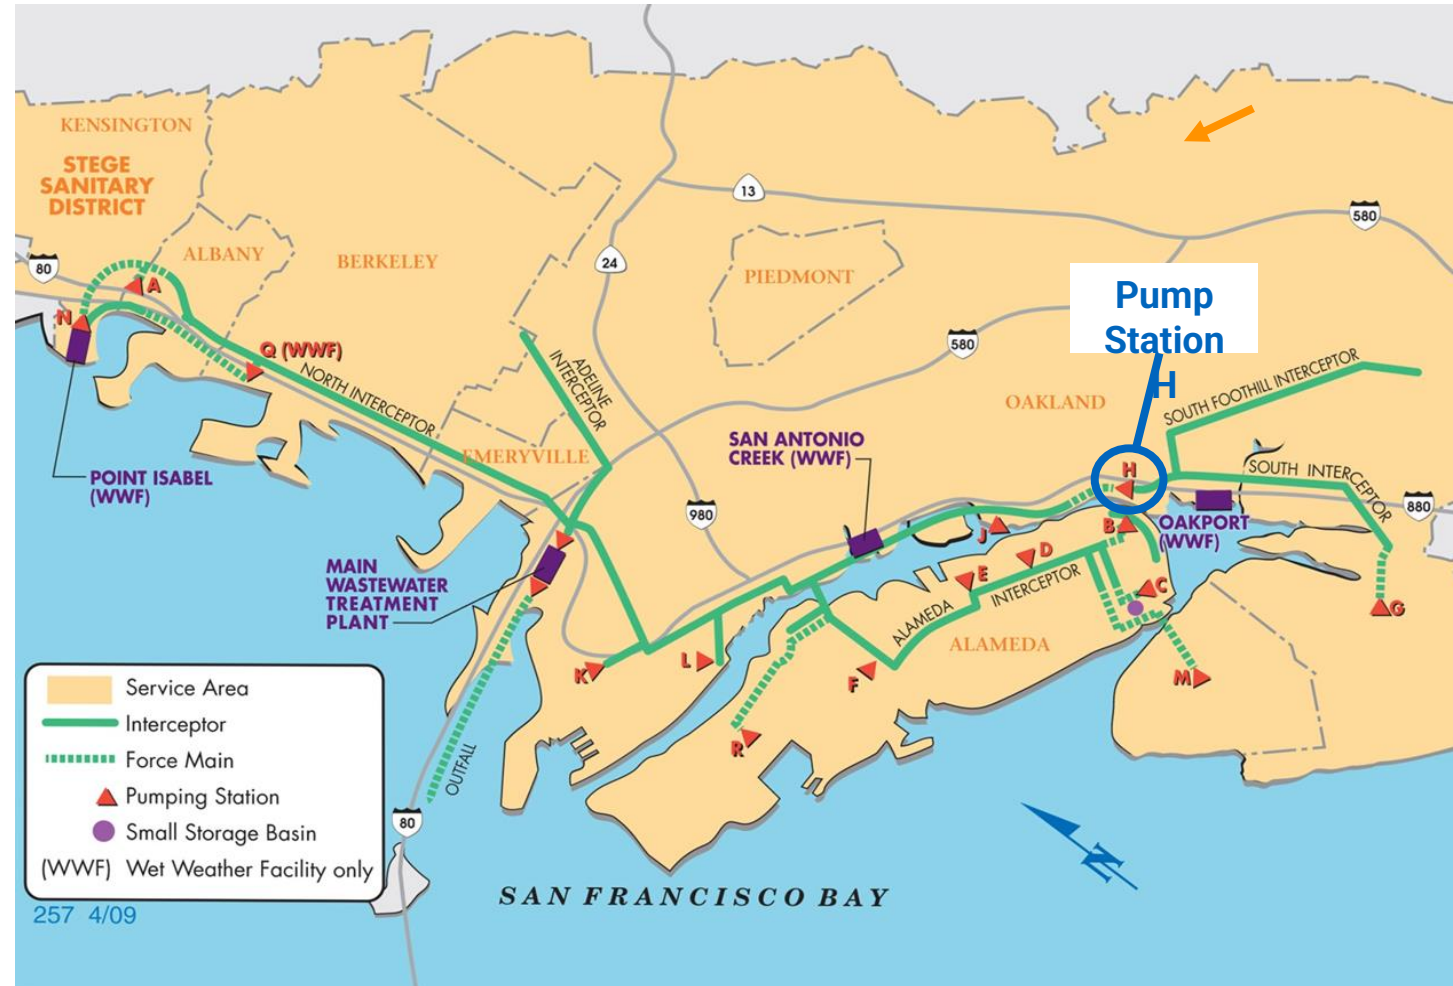 KENSINGTON
STEGE
SANITARY
DISTRICT
ALBANY
BERKELEY
PIEDMONT
13
24
580
80
A
N
Q (WWF)
NORTH INTERCEPTOR
ADELINE
INTERCEPTOR
EMERYVILLE
POINT ISABEL
(WWF)
MAIN
WASTEWATER
TREATMENT
PLANT
OUTFALL
80
980
580
SAN ANTONIO
CREEK (WWF)
OAKLAND
Pump
Station
H
SOUTH FOOTHILL INTERCEPTOR
SOUTH INTERCEPTOR
880
OAKPORT
(WWF)
H
B
J
D
E
C
G
M
K
L
F
R
ALAMEDA
INTERCEPTOR
ALAMEDA
Service Area
Interceptor
Force Main
Pumping Station
Small Storage Basin
(WWF) Wet Weather Facility only
257 4/09
SAN FRANCISCO BAY
N